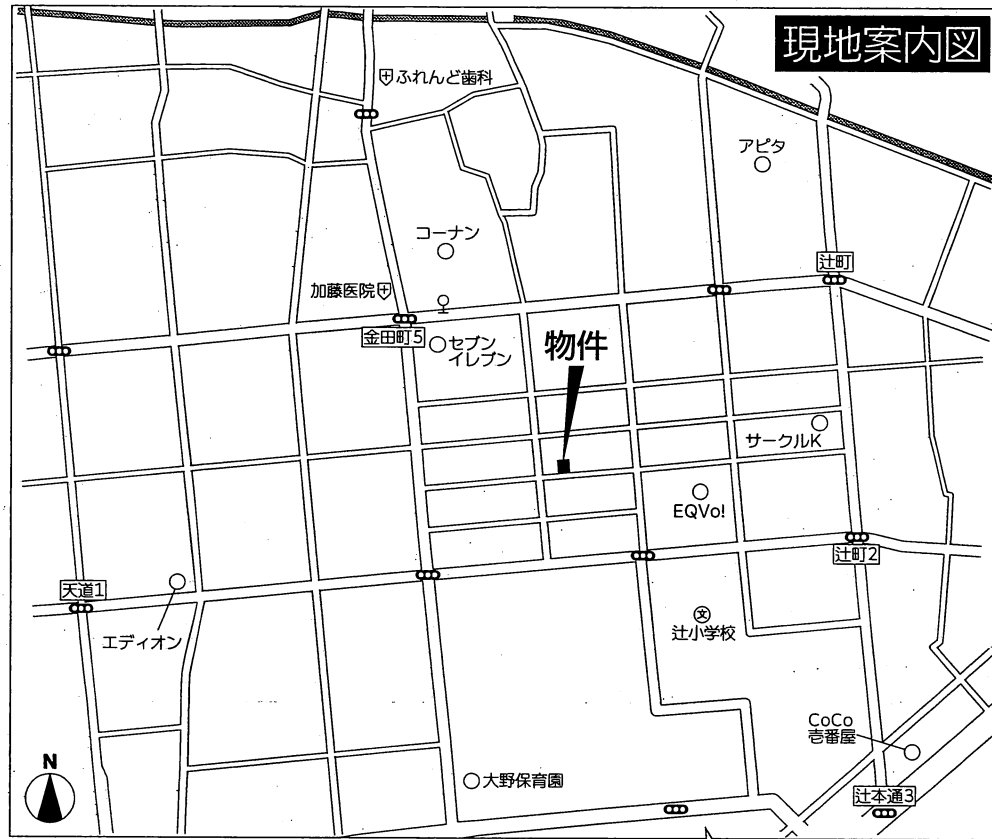 現地案内図
ふれんど歯科
アピタ
コーナン
辻町
加藤医院
金田町5
セブン
イレブン
物件
サークルK
EQVo!
辻町2
天道1
エディオン
文
辻小学校
CoCo
壱番屋
N
大野保育園
辻本通3